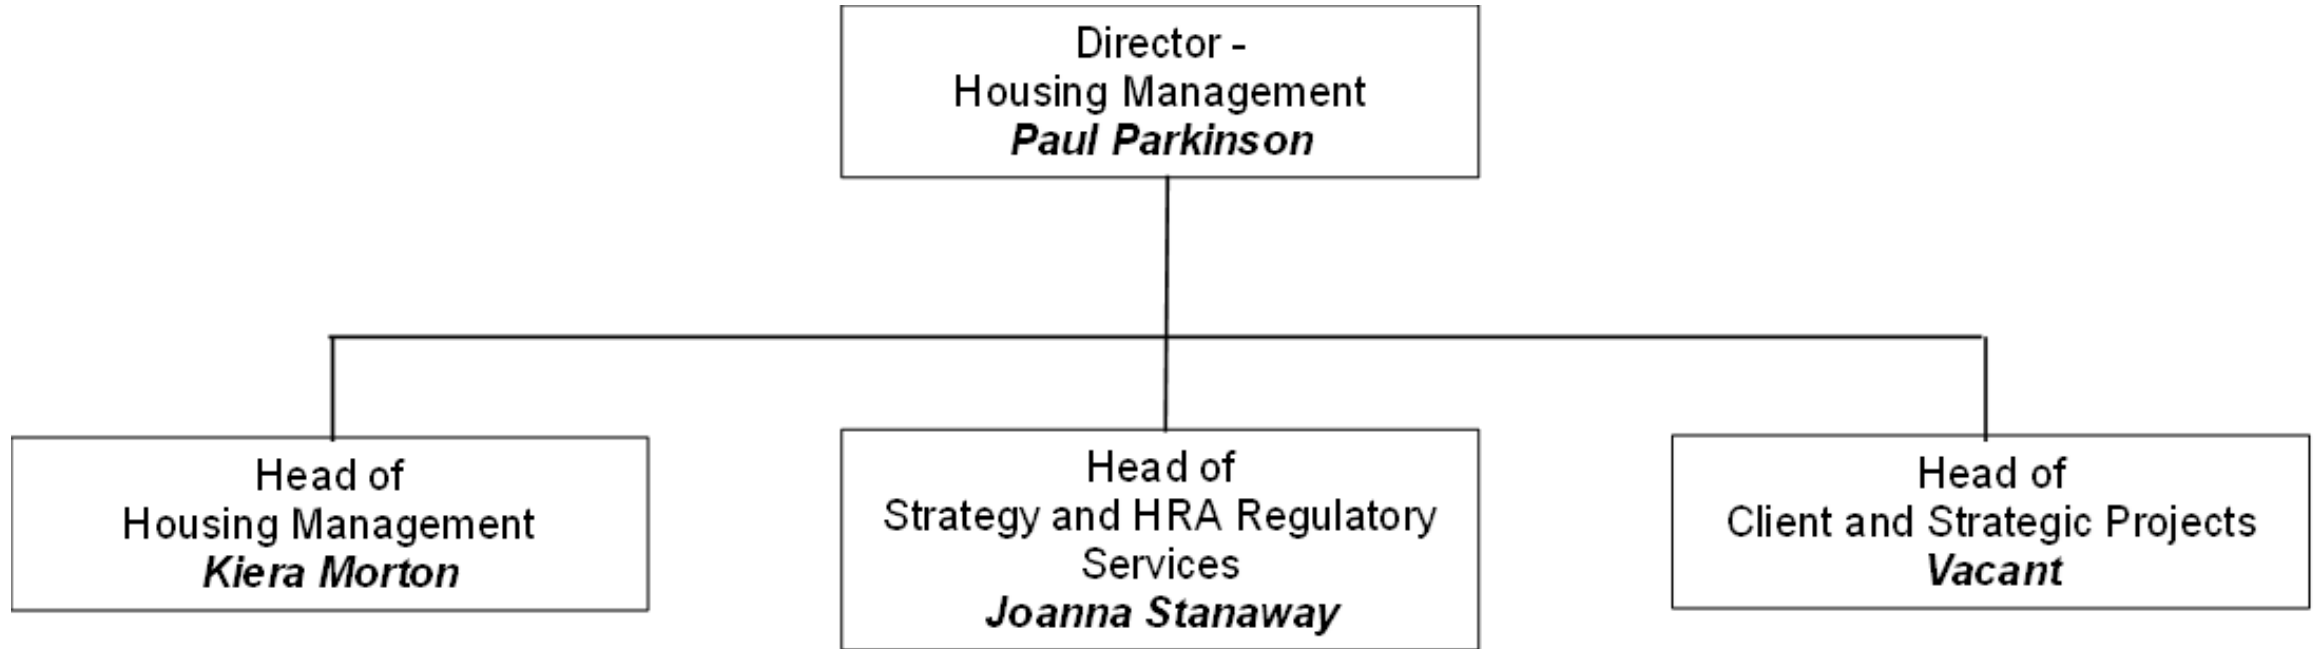 Director -
Housing Management
Paul Parkinson
Head of
Housing Management
Kiera Morton
Head of
Strategy and HRA Regulatory
Services
Joanna Stanaway
Head of
Client and Strategic Projects
Vacant